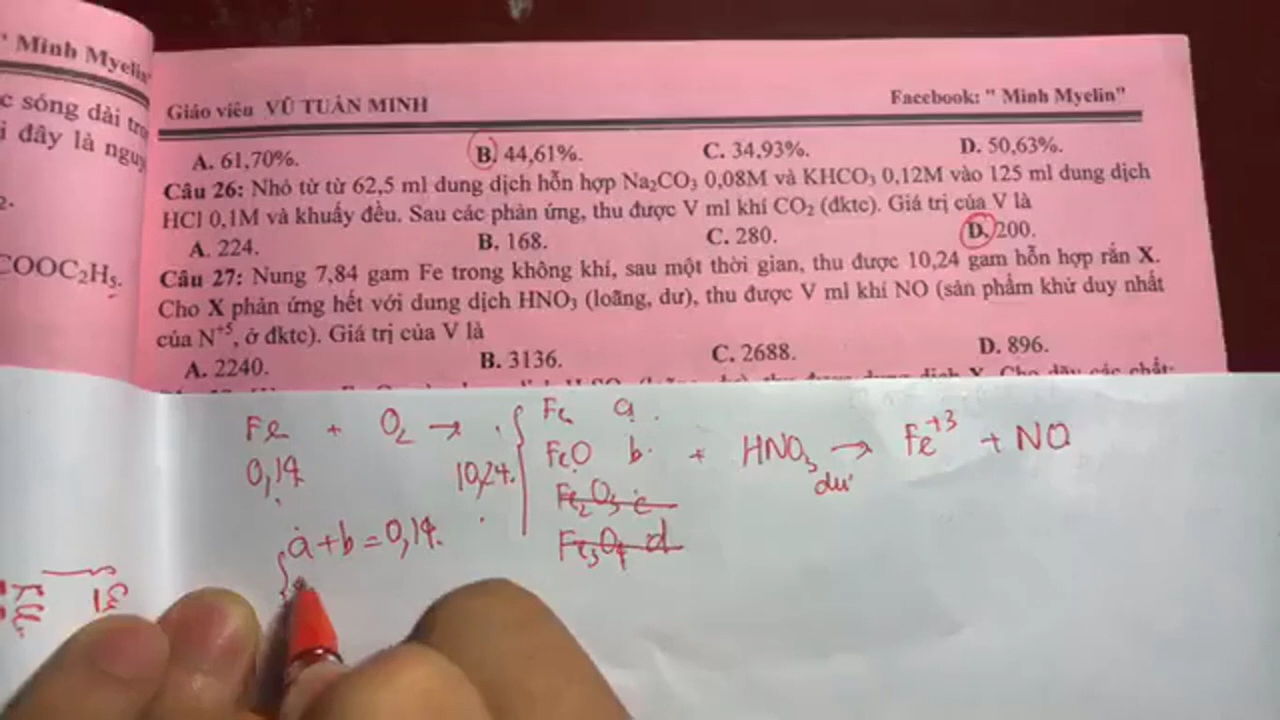 " Minh Myelin"
c sóng dài
i đây là
2.
COOC₂H₅.
Giáo viên VŨ TUẤN MINH
Facebook: " Minh Myelin"
A. 61,70%. B. 44,61%. C. 34,93%. D. 50,63%.
Câu 26: Nhỏ từ từ 62,5 ml dung dịch hỗn hợp Na₂CO₃ 0,08M và KHCO₃ 0,12M vào 125 ml dung dịch
HCl 0,1M và khuấy đều. Sau các phản ứng, thu được V ml khí CO₂ (đktc). Giá trị của V là
A. 224. B. 168. C. 280. D. 200.
Câu 27: Nung 7,84 gam Fe trong không khí, sau một thời gian, thu được 10,24 gam hỗn hợp rắn X.
Cho X phản ứng hết với dung dịch HNO₃ (loãng, dư), thu được V ml khí NO (sản phẩm khử duy nhất
của N⁺⁵, ở đktc). Giá trị của V là
A. 2240. B. 3136. C. 2688. D. 896.
Fe + O₂ → { Fe a
FeO b + HNO₃ dư → Fe⁺³ + NO
0,14 10,24
Fe₂O₃ c
Fe₃O₄ d
{ a + b = 0,14